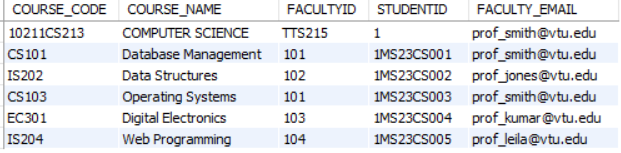 COURSE_CODE COURSE_NAME FACULTYID STUDENTID FACULTY_EMAIL
10211CS213 COMPUTER SCIENCE TTS215 1 prof_smith@vtu.edu
CS101 Database Management 101 1MS23CS001 prof_smith@vtu.edu
IS202 Data Structures 102 1MS23CS002 prof_jones@vtu.edu
CS103 Operating Systems 101 1MS23CS003 prof_smith@vtu.edu
EC301 Digital Electronics 103 1MS23CS004 prof_kumar@vtu.edu
IS204 Web Programming 104 1MS23CS005 prof_leila@vtu.edu